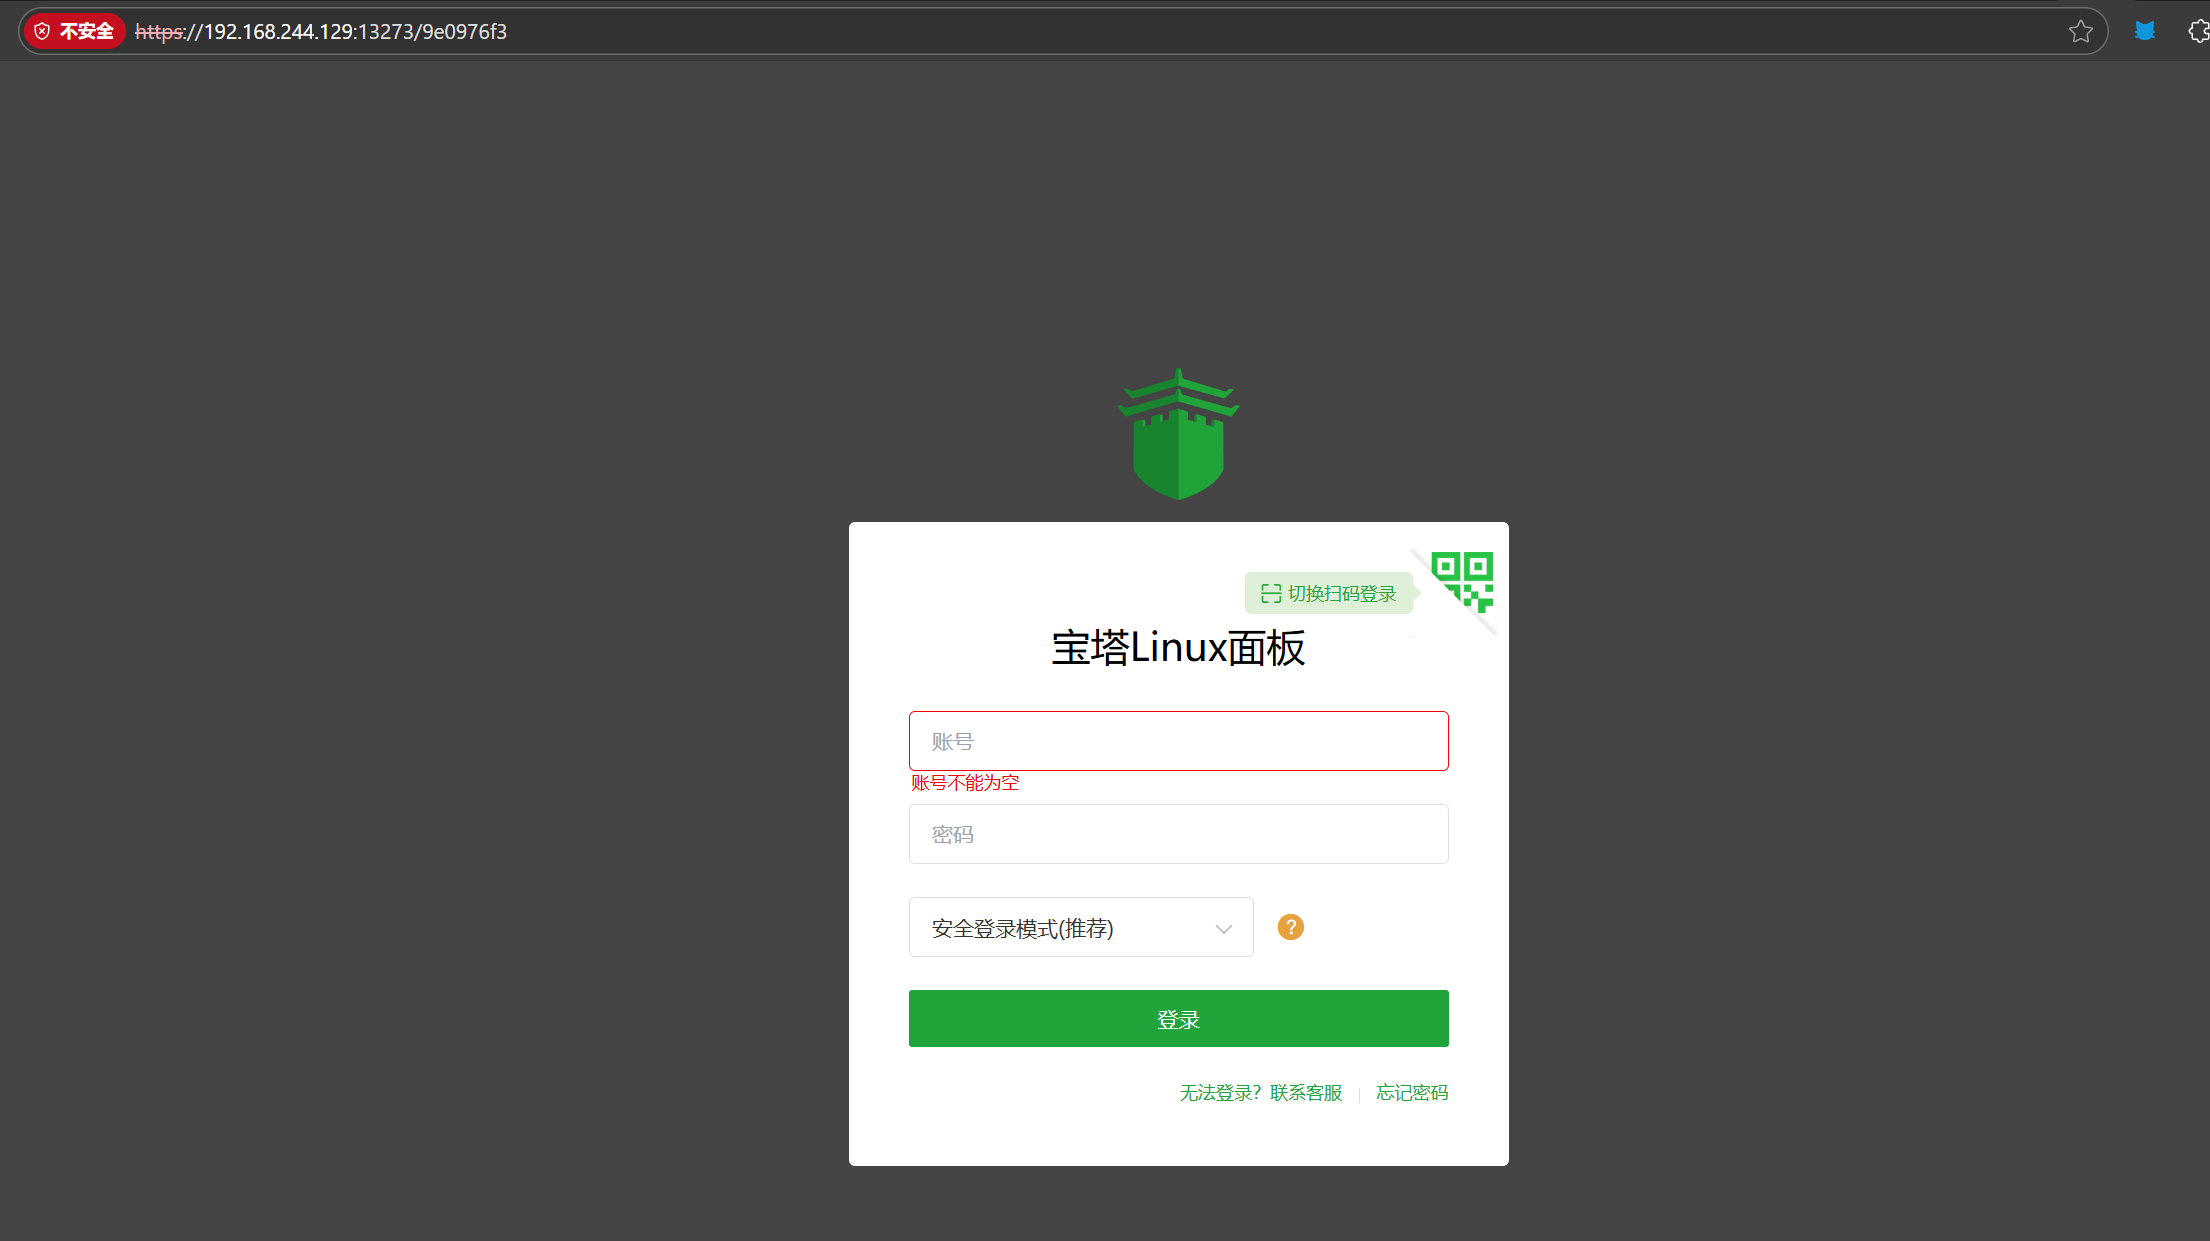 不安全 https://192.168.244.129:13273/9e0976f3
切换扫码登录
宝塔Linux面板
账号
账号不能为空
密码
安全登录模式(推荐) ?
登录
无法登录？联系客服 | 忘记密码